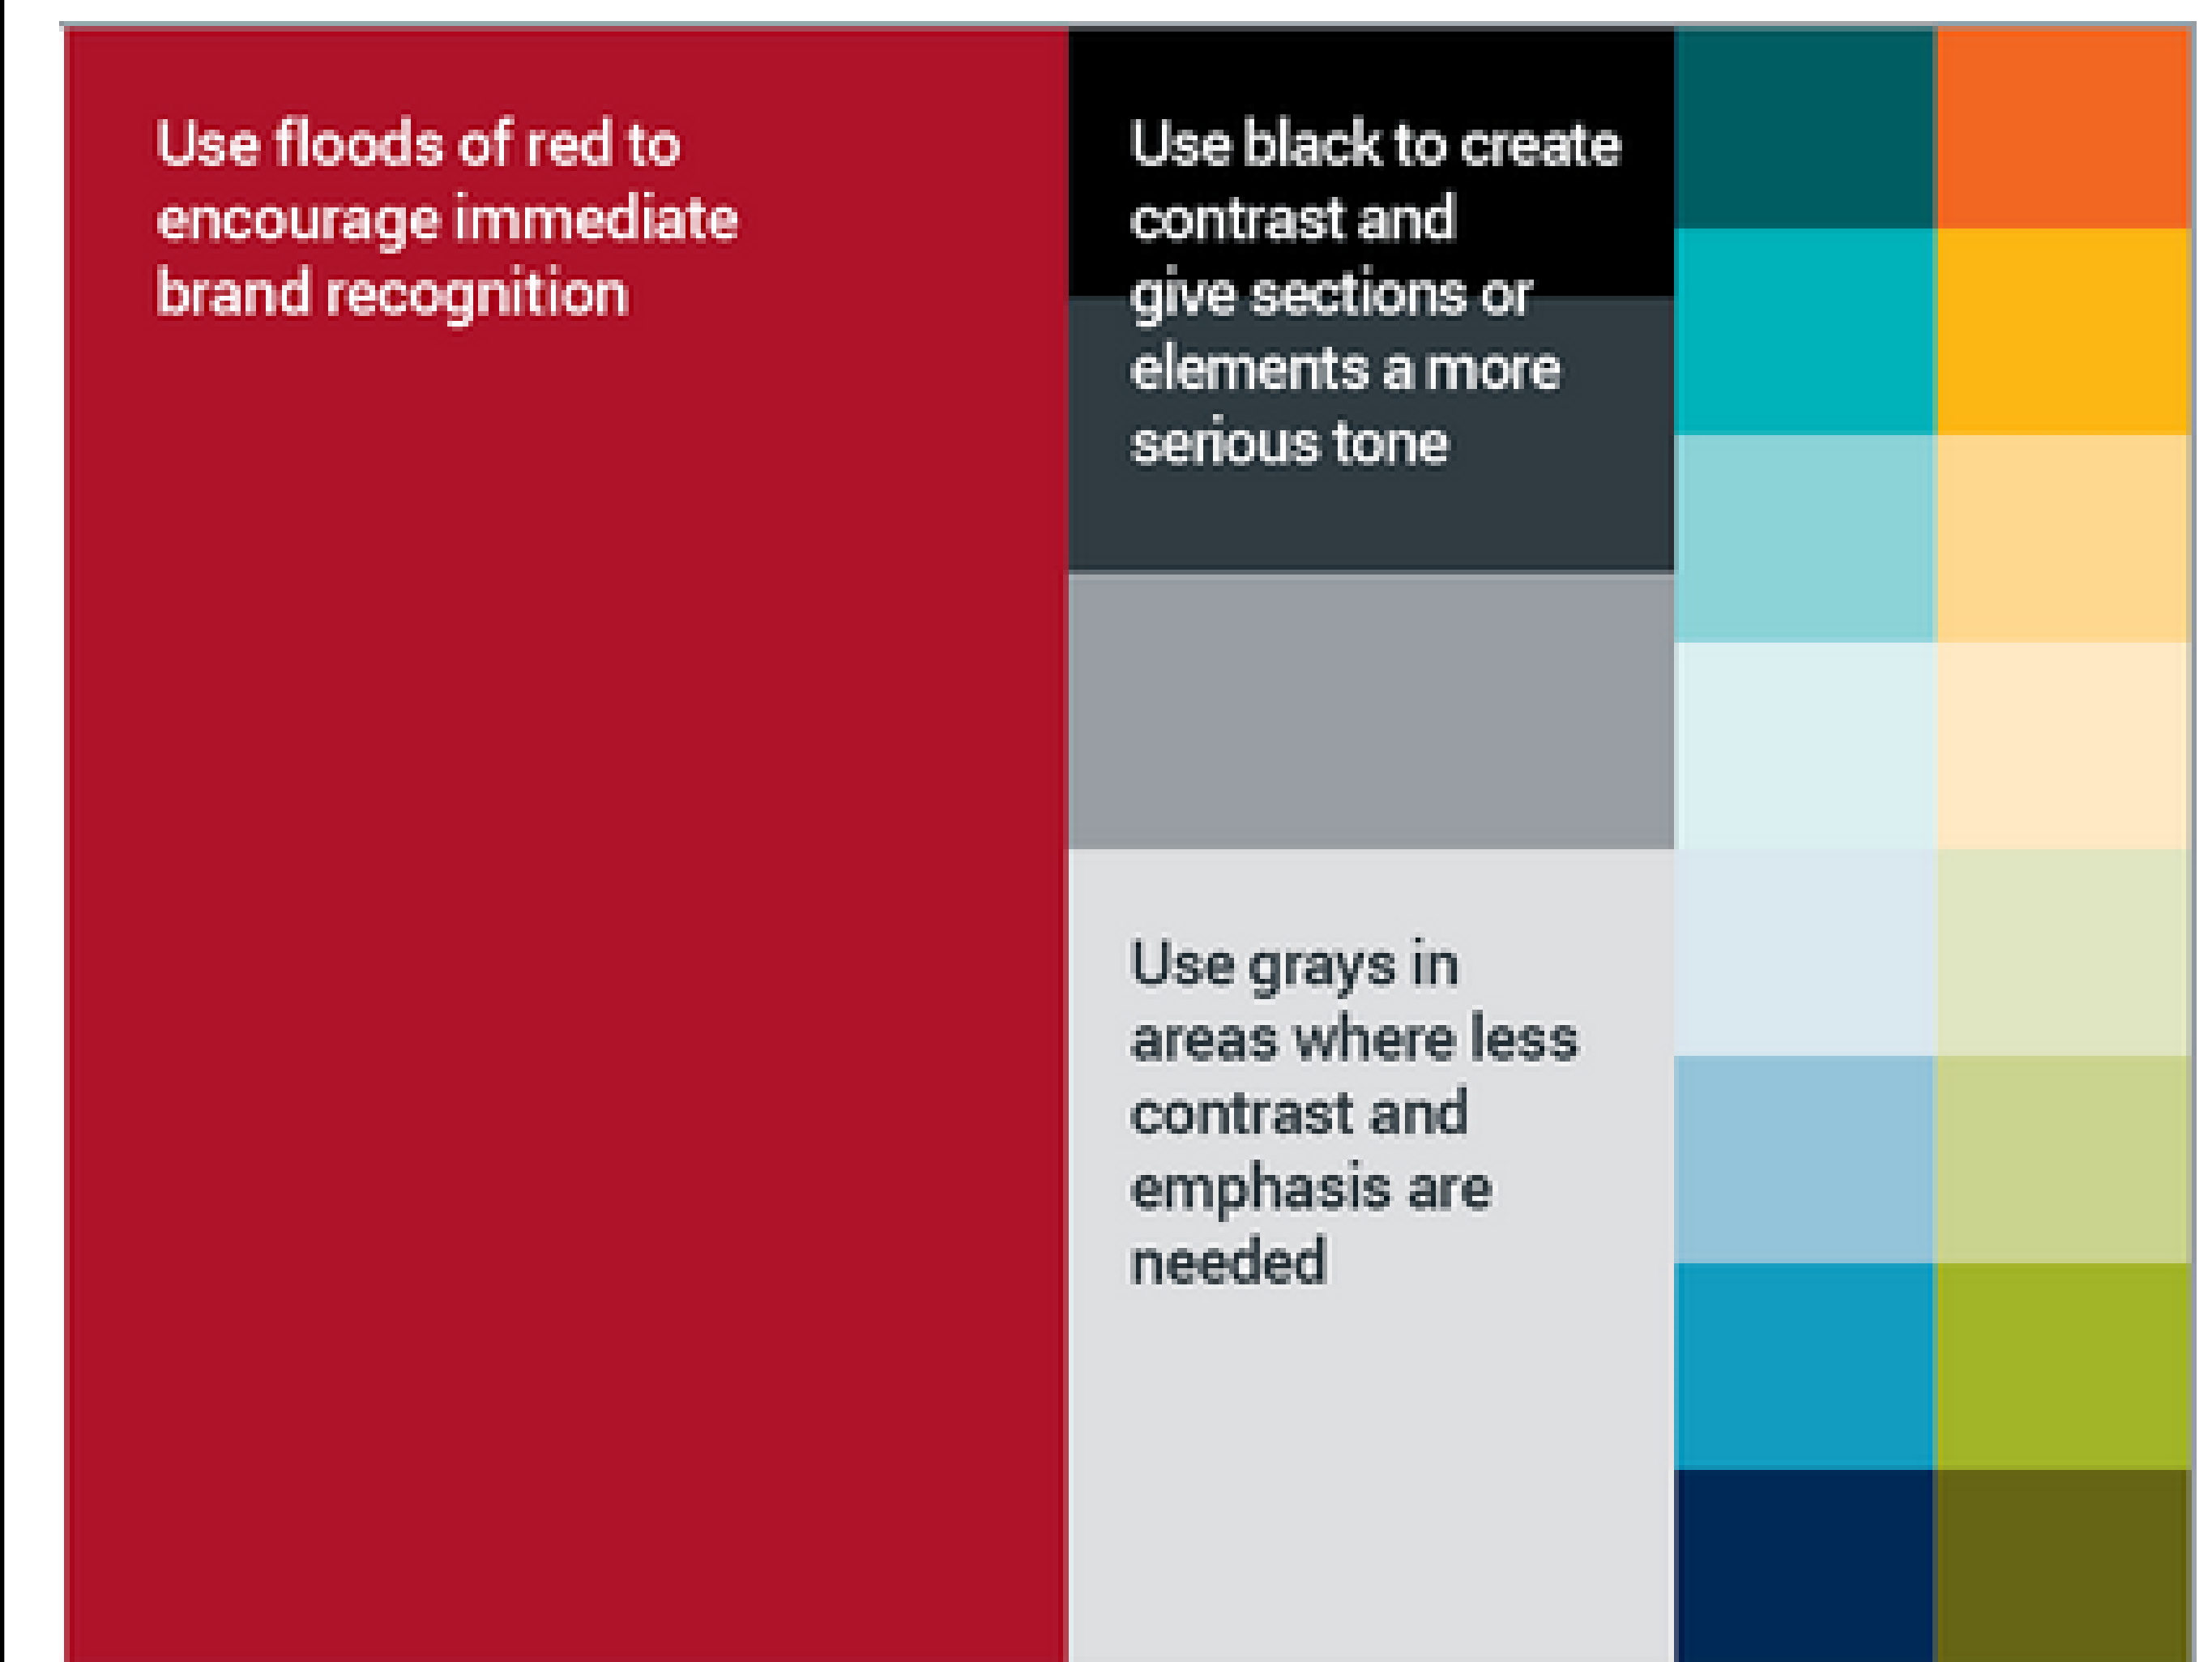 Use floods of red to
encourage immediate
brand recognition
Use black to create
contrast and
give sections or
elements a more
serious tone
Use grays in
areas where less
contrast and
emphasis are
needed